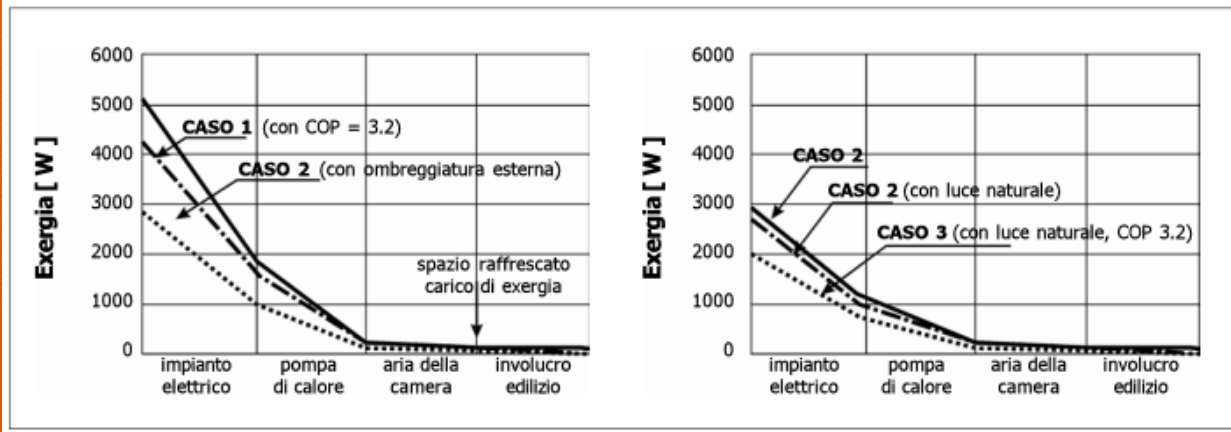 Exergia [ W ]
6000
5000
4000
3000
2000
1000
0
CASO 1 (con COP = 3.2)
CASO 2 (con ombreggiatura esterna)
spazio raffrescato
carico di exergia
impianto
elettrico
pompa
di calore
aria della
camera
involucro
edilizio
Exergia [ W ]
6000
5000
4000
3000
2000
1000
0
CASO 2
CASO 2 (con luce naturale)
CASO 3 (con luce naturale, COP 3.2)
impianto
elettrico
pompa
di calore
aria della
camera
involucro
edilizio